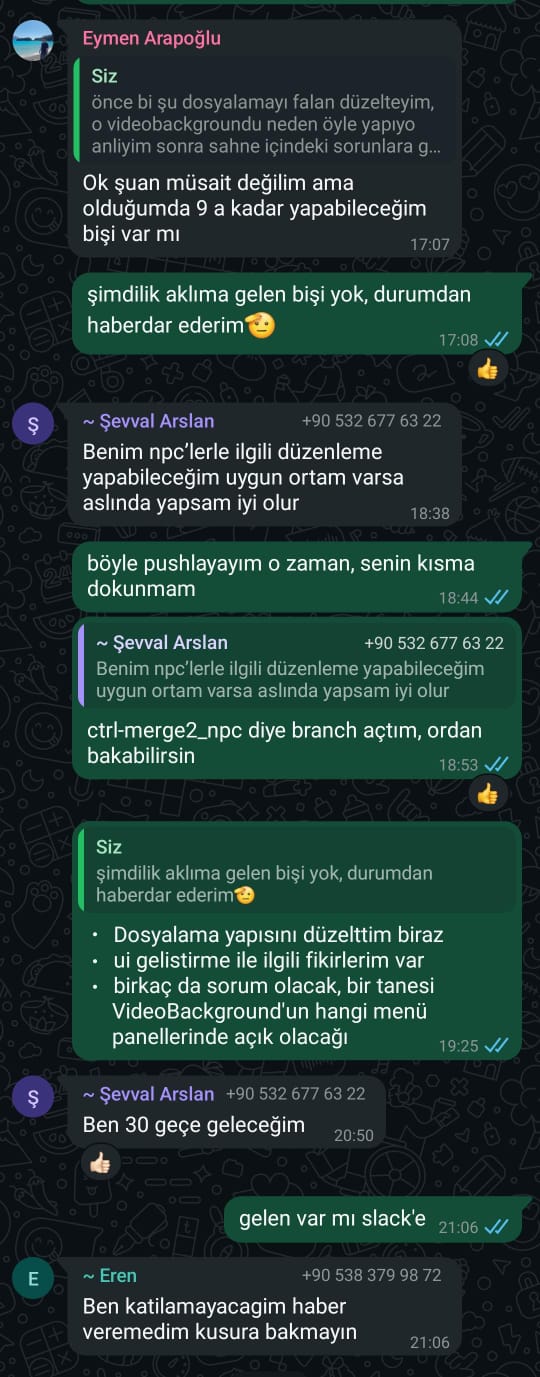 Eymen Arapoğlu
Siz
önce bi şu dosyalamayı falan düzelteyim,
o videobackgroundu neden öyle yapıyo
anliyim sonra sahne içindeki sorunlara g...
Ok şuan müsait değilim ama
olduğumda 9 a kadar yapabileceğim
bişi var mı
17:07
şimdilik aklıma gelen bişi yok, durumdan
haberdar ederim🫡
17:08
👍
Ş
~ Şevval Arslan +90 532 677 63 22
Benim npc’lerle ilgili düzenleme
yapabileceğim uygun ortam varsa
aslında yapsam iyi olur
18:38
böyle pushlayayım o zaman, senin kısma
dokunmam
18:44
~ Şevval Arslan +90 532 677 63 22
Benim npc’lerle ilgili düzenleme yapabileceğim
uygun ortam varsa aslında yapsam iyi olur
ctrl-merge2_npc diye branch açtım, ordan
bakabilirsin
18:53
👍
Siz
şimdilik aklıma gelen bişi yok, durumdan
haberdar ederim🫡
• Dosyalama yapısını düzelttim biraz
• ui gelistirme ile ilgili fikirlerim var
• birkaç da sorum olacak, bir tanesi
VideoBackground'un hangi menü
panellerinde açık olacağı
19:25
Ş
~ Şevval Arslan +90 532 677 63 22
Ben 30 geçe geleceğim
20:50
👍🏻
gelen var mı slack'e
21:06
E
~ Eren +90 538 379 98 72
Ben katilamayacagim haber
veremedim kusura bakmayın
21:06